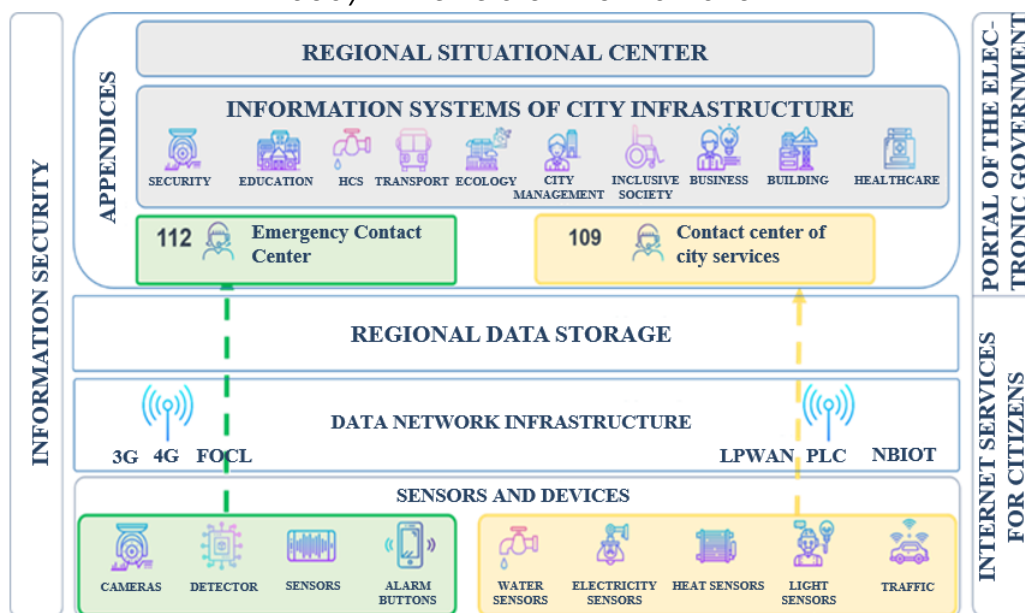 REGIONAL SITUATIONAL CENTER
INFORMATION SYSTEMS OF CITY INFRASTRUCTURE
SECURITY
EDUCATION
HCS
TRANSPORT
ECOLOGY
CITY
MANAGEMENT
INCLUSIVE
SOCIETY
BUSINESS
BUILDING
HEALTHCARE
APPENDICES
112
Emergency Contact
Center
109
Contact center of
city services
REGIONAL DATA STORAGE
DATA NETWORK INFRASTRUCTURE
3G
4G
FOCL
LPWAN
PLC
NBIOT
SENSORS AND DEVICES
CAMERAS
DETECTOR
SENSORS
ALARM
BUTTONS
WATER
SENSORS
ELECTRICITY
SENSORS
HEAT SENSORS
LIGHT
SENSORS
TRAFFIC
INFORMATION SECURITY
PORTAL OF THE ELEC-
TRONIC GOVERNMENT
INTERNET SERVICES
FOR CITIZENS